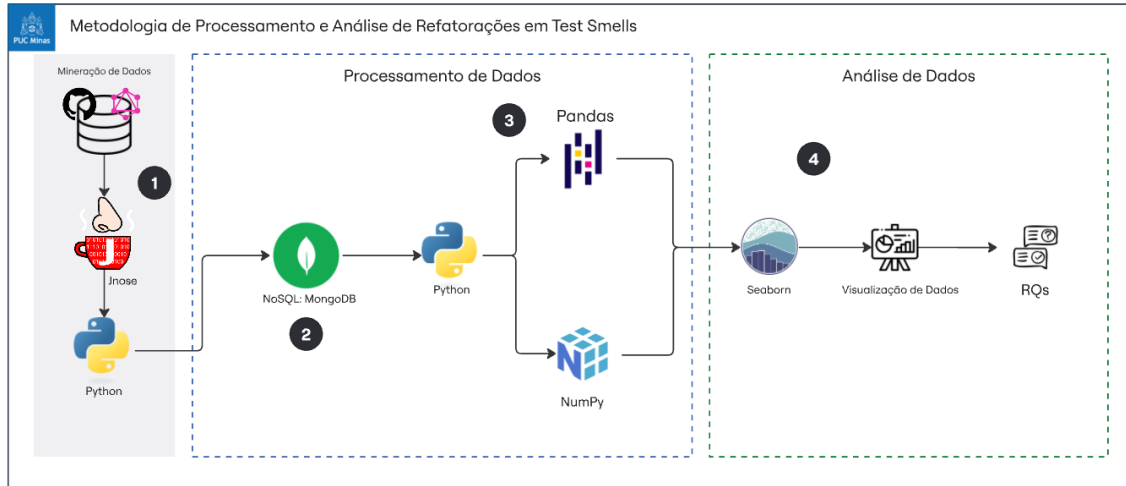 PUC Minas
Metodologia de Processamento e Análise de Refatorações em Test Smells
Mineração de Dados
1
Jnose
Python
Processamento de Dados
NoSQL: MongoDB
2
Python
3
Pandas
NumPy
Análise de Dados
4
Seaborn
Visualização de Dados
RQs